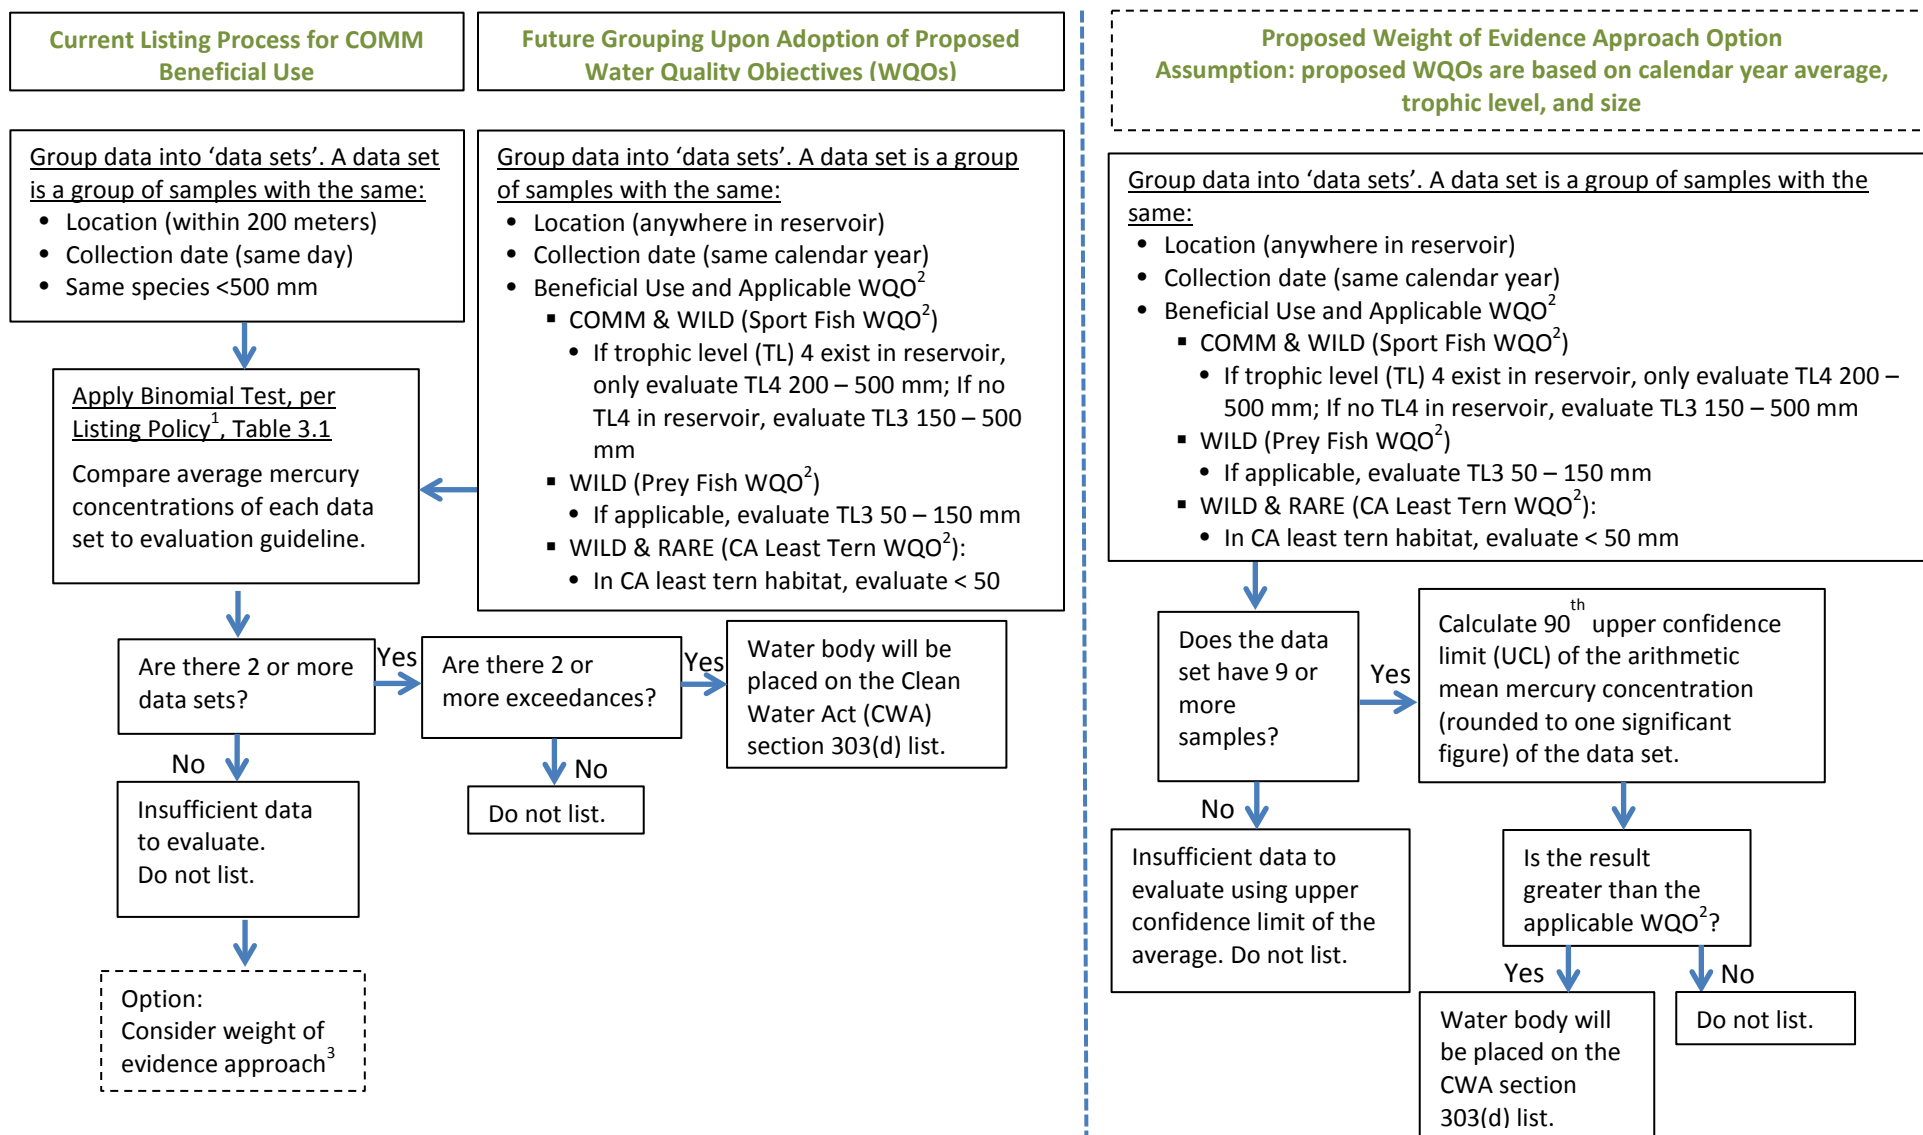 Current Listing Process for COMM
Beneficial Use
Future Grouping Upon Adoption of Proposed
Water Quality Objectives (WQOs)
Group data into ‘data sets’. A data set
is a group of samples with the same:
• Location (within 200 meters)
• Collection date (same day)
• Same species <500 mm
Group data into ‘data sets’. A data set is a group
of samples with the same:
• Location (anywhere in reservoir)
• Collection date (same calendar year)
• Beneficial Use and Applicable WQO2
▪ COMM & WILD (Sport Fish WQO2)
• If trophic level (TL) 4 exist in reservoir,
only evaluate TL4 200 – 500 mm; If no
TL4 in reservoir, evaluate TL3 150 – 500
mm
▪ WILD (Prey Fish WQO2)
• If applicable, evaluate TL3 50 – 150 mm
▪ WILD & RARE (CA Least Tern WQO2):
• In CA least tern habitat, evaluate < 50
Apply Binomial Test, per
Listing Policy1, Table 3.1
Compare average mercury
concentrations of each data
set to evaluation guideline.
Are there 2 or more
data sets?
Yes
Are there 2 or
more exceedances?
Yes
Water body will be
placed on the Clean
Water Act (CWA)
section 303(d) list.
No
Insufficient data
to evaluate.
Do not list.
No
Do not list.
Option:
Consider weight of
evidence approach3
Proposed Weight of Evidence Approach Option
Assumption: proposed WQOs are based on calendar year average,
trophic level, and size
Group data into ‘data sets’. A data set is a group of samples with the
same:
• Location (anywhere in reservoir)
• Collection date (same calendar year)
• Beneficial Use and Applicable WQO2
▪ COMM & WILD (Sport Fish WQO2)
• If trophic level (TL) 4 exist in reservoir, only evaluate TL4 200 –
500 mm; If no TL4 in reservoir, evaluate TL3 150 – 500 mm
▪ WILD (Prey Fish WQO2)
• If applicable, evaluate TL3 50 – 150 mm
▪ WILD & RARE (CA Least Tern WQO2):
• In CA least tern habitat, evaluate < 50 mm
Does the data
set have 9 or
more
samples?
Yes
Calculate 90th upper confidence
limit (UCL) of the arithmetic
mean mercury concentration
(rounded to one significant
figure) of the data set.
No
Insufficient data to
evaluate using upper
confidence limit of the
average. Do not list.
Is the result
greater than the
applicable WQO2?
Yes
Water body will
be placed on the
CWA section
303(d) list.
No
Do not list.